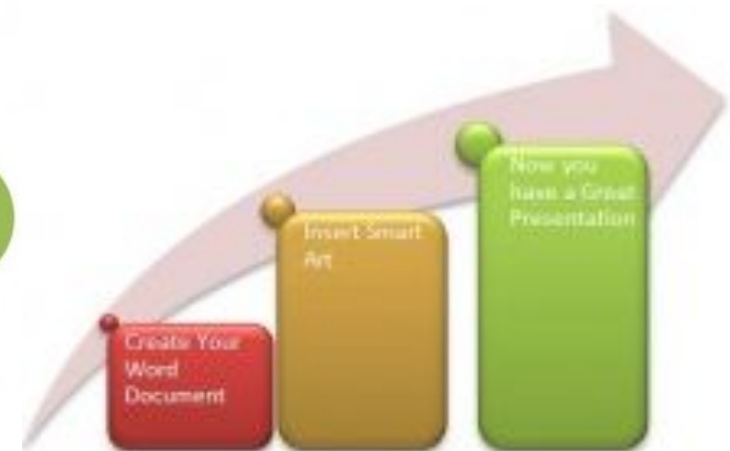 Create Your
Word
Document
Insert Smart
Art
Now you
have a Great
Presentation